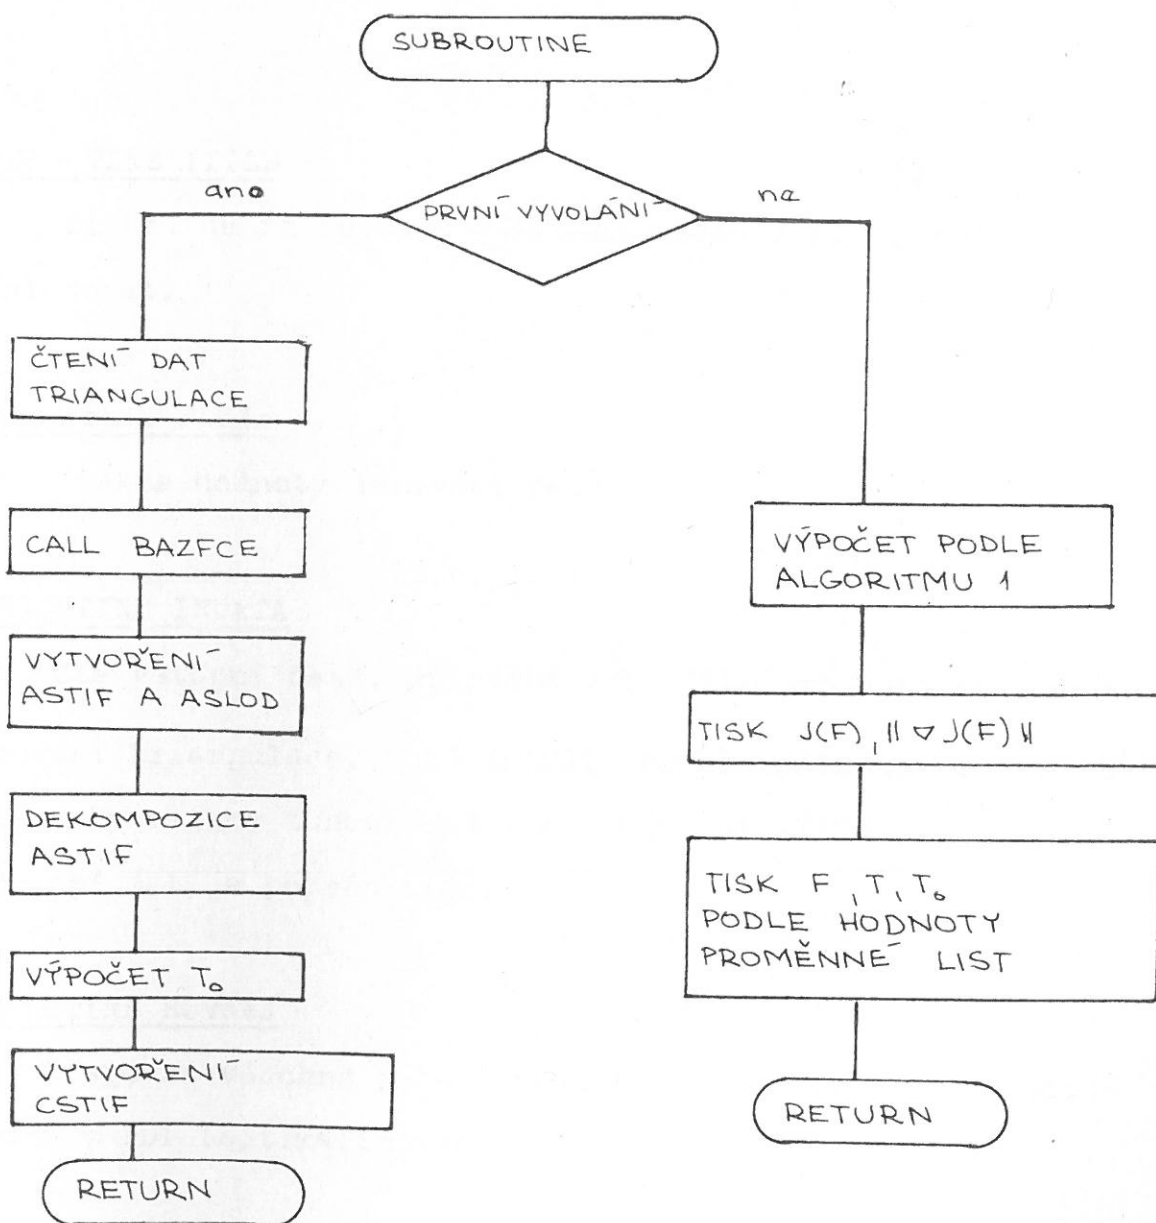 SUBROUTINE
PRVNÍ VYVOLÁNÍ
ano
ne
ČTENÍ DAT
TRIANGULACE
CALL BAZFCE
VYTVOŘENÍ
ASTIF A ASLOD
DEKOMPOZICE
ASTIF
VÝPOČET T₀
VYTVOŘENÍ
CSTIF
RETURN
VÝPOČET PODLE
ALGORITMU 1
TISK J(F), ‖∇J(F)‖
TISK F, T, T₀
PODLE HODNOTY
PROMĚNNÉ LIST
RETURN